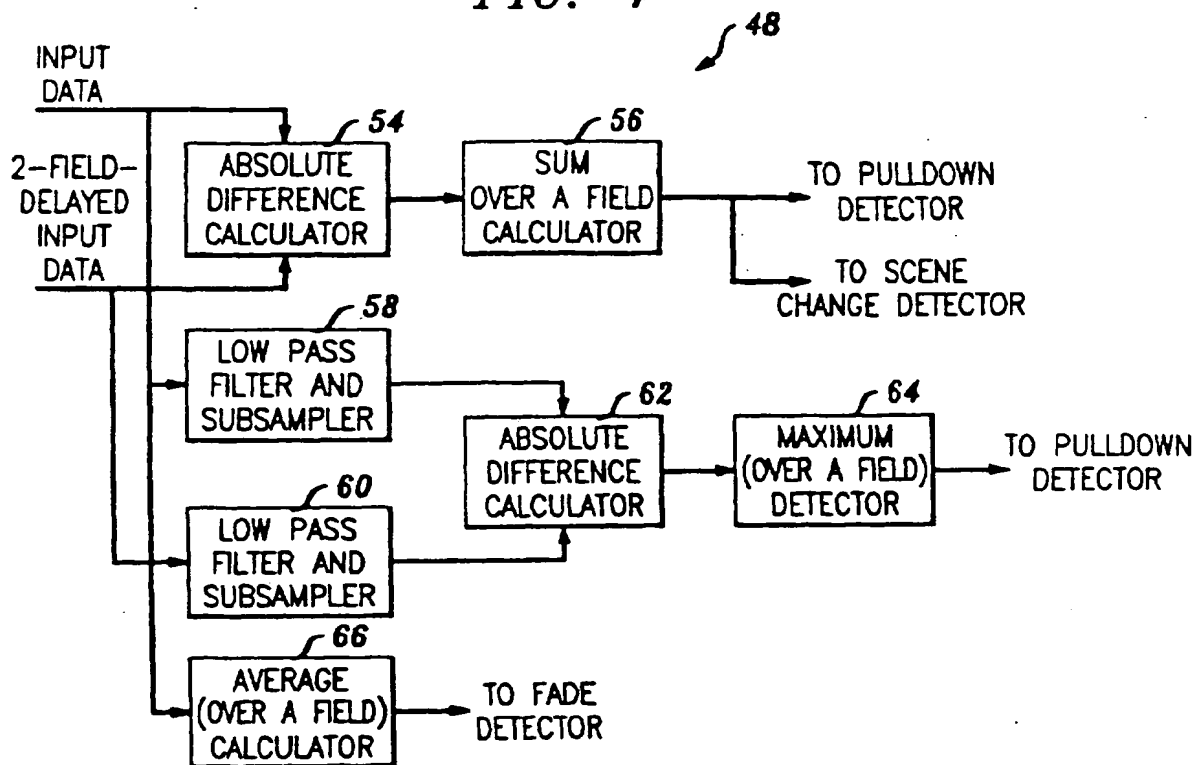 FIG. 4
48
INPUT
DATA
2-FIELD-
DELAYED
INPUT
DATA
54
ABSOLUTE
DIFFERENCE
CALCULATOR
56
SUM
OVER A FIELD
CALCULATOR
TO PULLDOWN
DETECTOR
TO SCENE
CHANGE DETECTOR
58
LOW PASS
FILTER AND
SUBSAMPLER
60
LOW PASS
FILTER AND
SUBSAMPLER
62
ABSOLUTE
DIFFERENCE
CALCULATOR
64
MAXIMUM
(OVER A FIELD)
DETECTOR
TO PULLDOWN
DETECTOR
66
AVERAGE
(OVER A FIELD)
CALCULATOR
TO FADE
DETECTOR